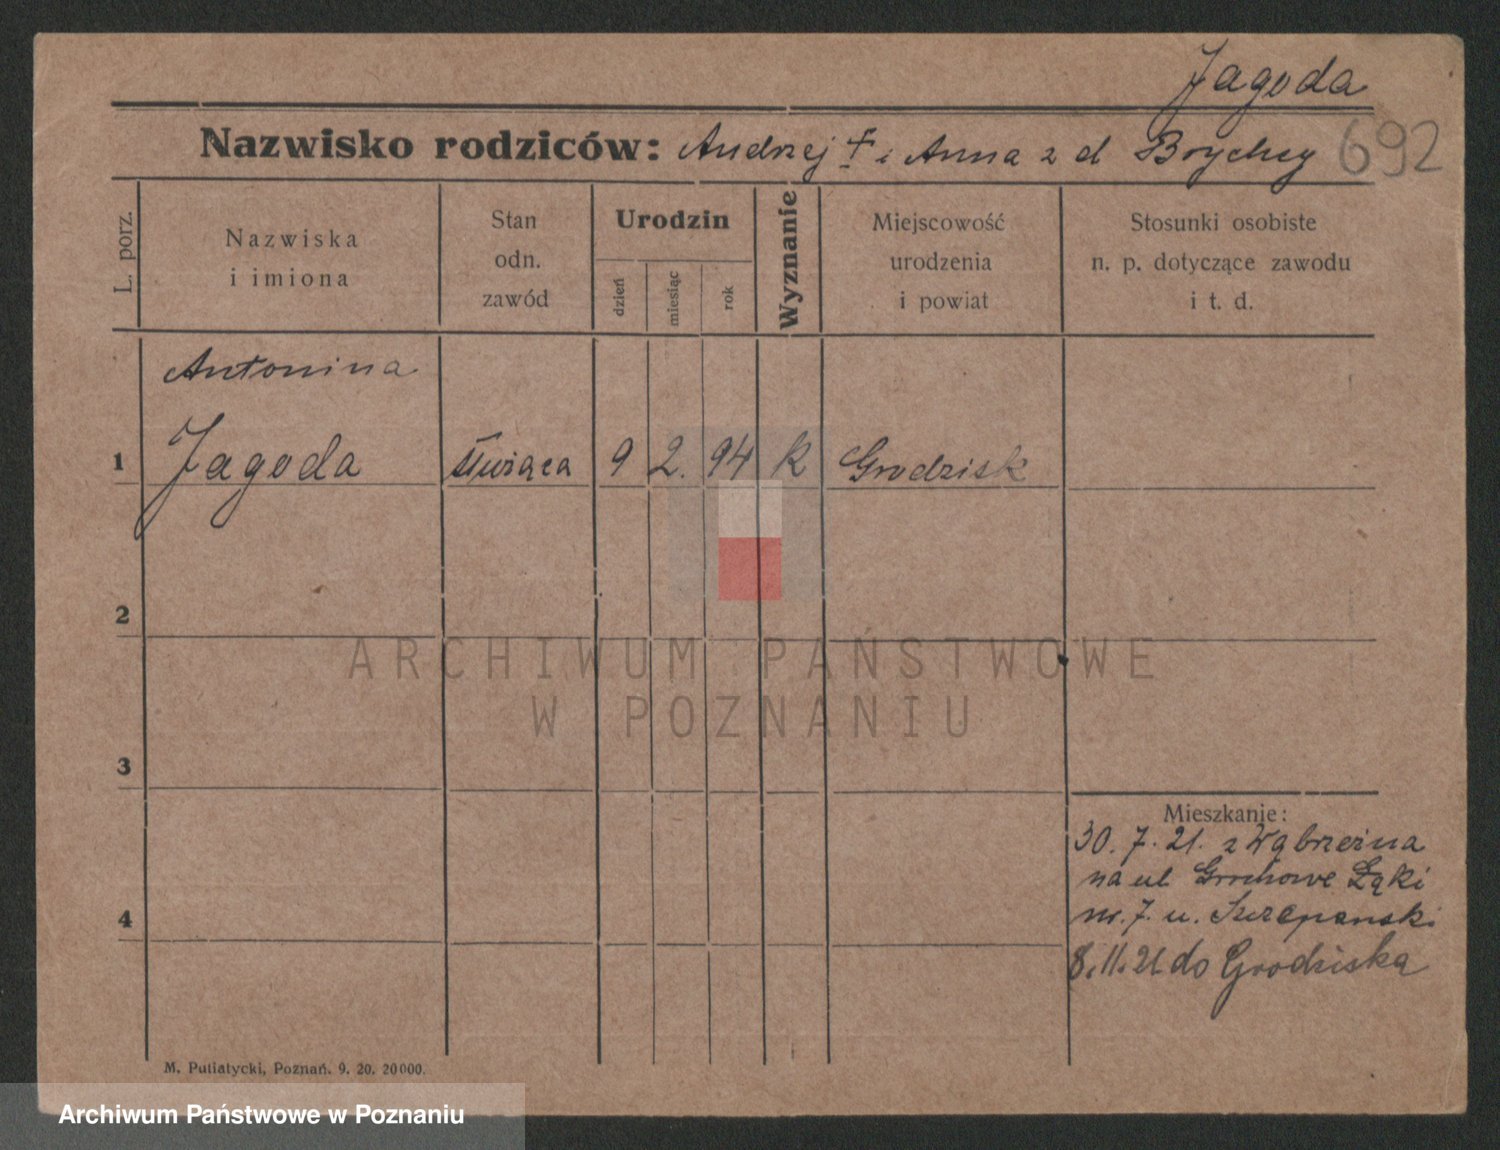 Jagoda
Nazwisko rodziców: Andrzej † i Anna z d Brychcy
692
L. porz.
Nazwiska
i imiona
Stan
odn.
zawód
Urodzin
dzień
miesiąc
rok
Wyznanie
Miejscowość
urodzenia
i powiat
Stosunki osobiste
n. p. dotyczące zawodu
i t. d.
Antonina
1 Jagoda służąca 9 2. 94 k Grodzisk
2
ARCHIWUM PAŃSTWOWE
W POZNANIU
3
Mieszkanie:
30. 7. 21. z Wąbrzeźna
na ul Grochowe Łąki
nr. 7. u. Szczepanski
4
8. 11. 21 do Grodziska
M. Putiatycki, Poznań. 9. 20. 20000.
Archiwum Państwowe w Poznaniu